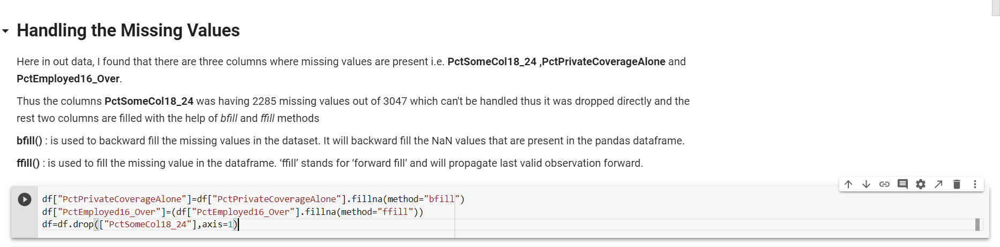 Handling the Missing Values
Here in out data, I found that there are three columns where missing values are present i.e. PctSomeCol18_24 ,PctPrivateCoverageAlone and
PctEmployed16_Over.
Thus the columns PctSomeCol18_24 was having 2285 missing values out of 3047 which can't be handled thus it was dropped directly and the
rest two columns are filled with the help of bfill and ffill methods
bfill() : is used to backward fill the missing values in the dataset. It will backward fill the NaN values that are present in the pandas dataframe.
ffill() : is used to fill the missing value in the dataframe. ‘ffill’ stands for ‘forward fill’ and will propagate last valid observation forward.
df["PctPrivateCoverageAlone"]=df["PctPrivateCoverageAlone"].fillna(method="bfill")
df["PctEmployed16_Over"]=(df["PctEmployed16_Over"].fillna(method="ffill"))
df=df.drop(["PctSomeCol18_24"],axis=1)